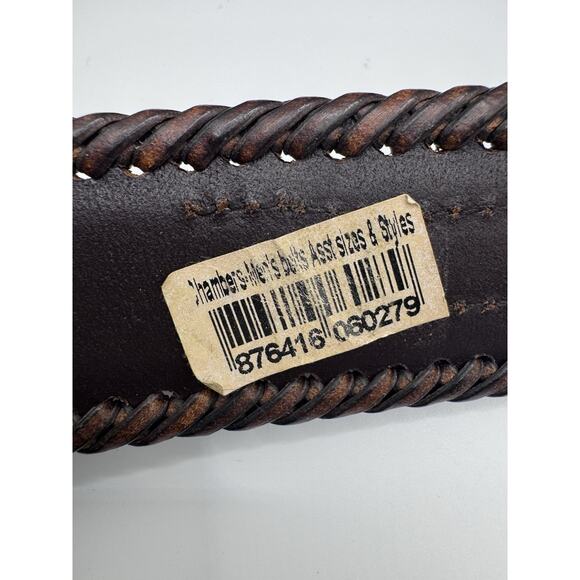 Chambers-Men's belts Asst sizes & Styles
876416 060279